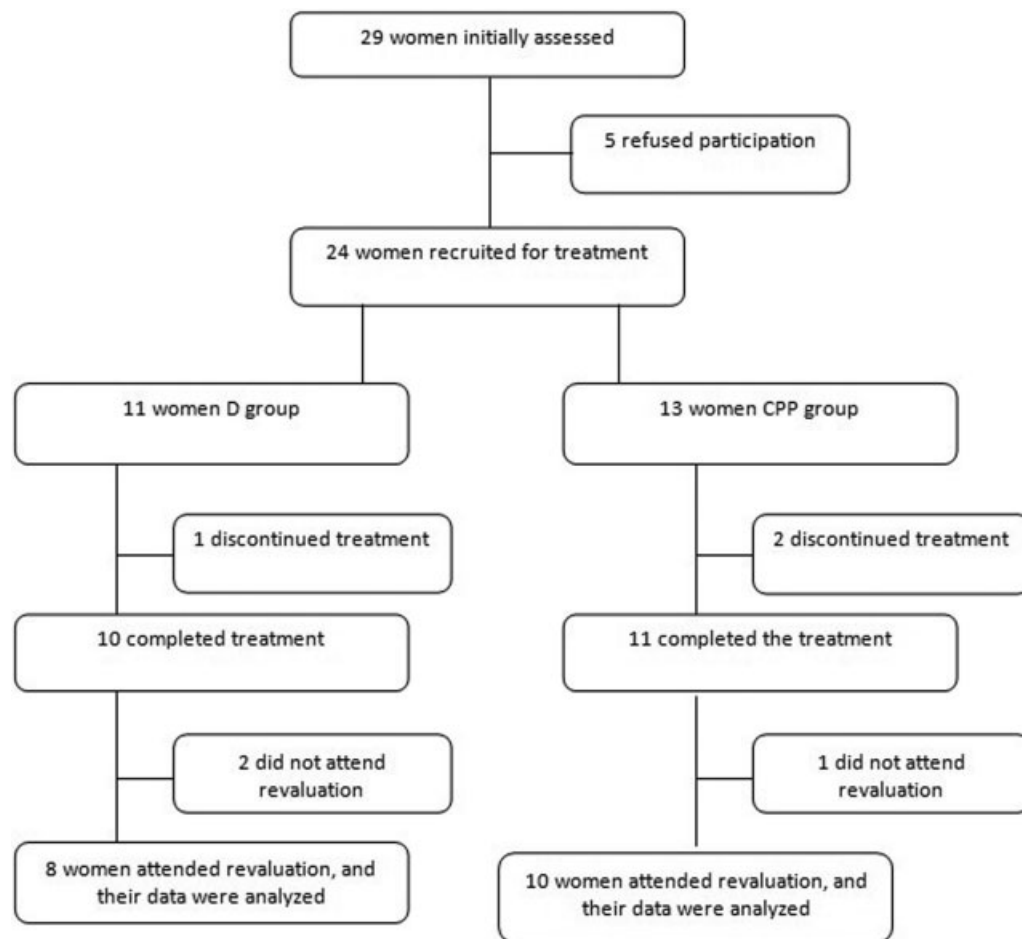 29 women initially assessed
5 refused participation
24 women recruited for treatment
11 women D group
13 women CPP group
1 discontinued treatment
2 discontinued treatment
10 completed treatment
11 completed the treatment
2 did not attend
revaluation
1 did not attend
revaluation
8 women attended revaluation, and
their data were analyzed
10 women attended revaluation, and
their data were analyzed